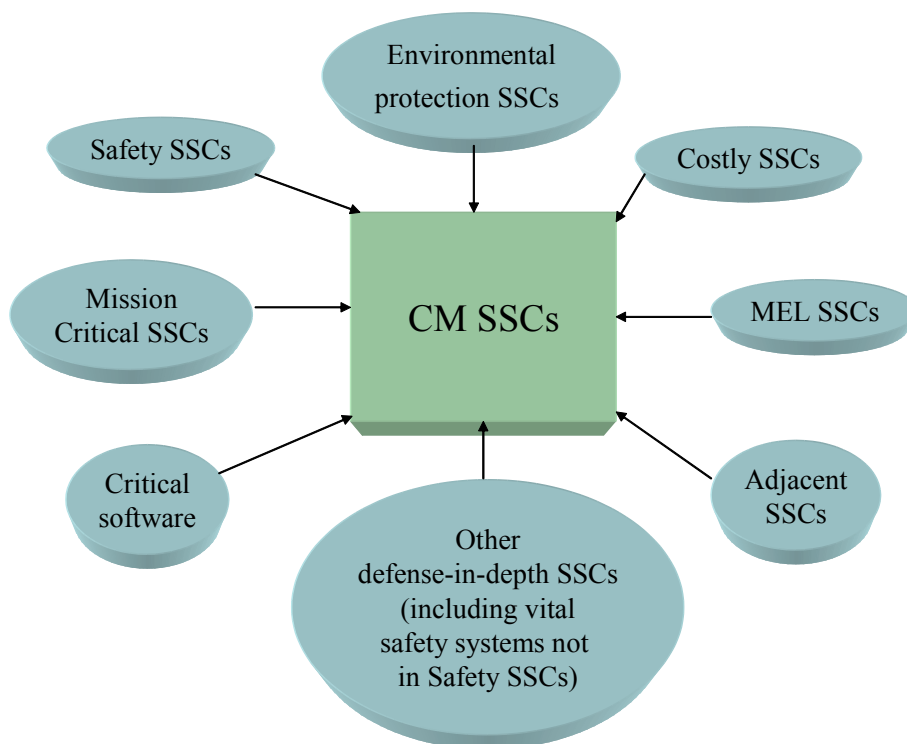 Environmental
protection SSCs
Safety SSCs
Costly SSCs
Mission
Critical SSCs
CM SSCs
MEL SSCs
Critical
software
Adjacent
SSCs
Other
defense-in-depth SSCs
(including vital
safety systems not
in Safety SSCs)